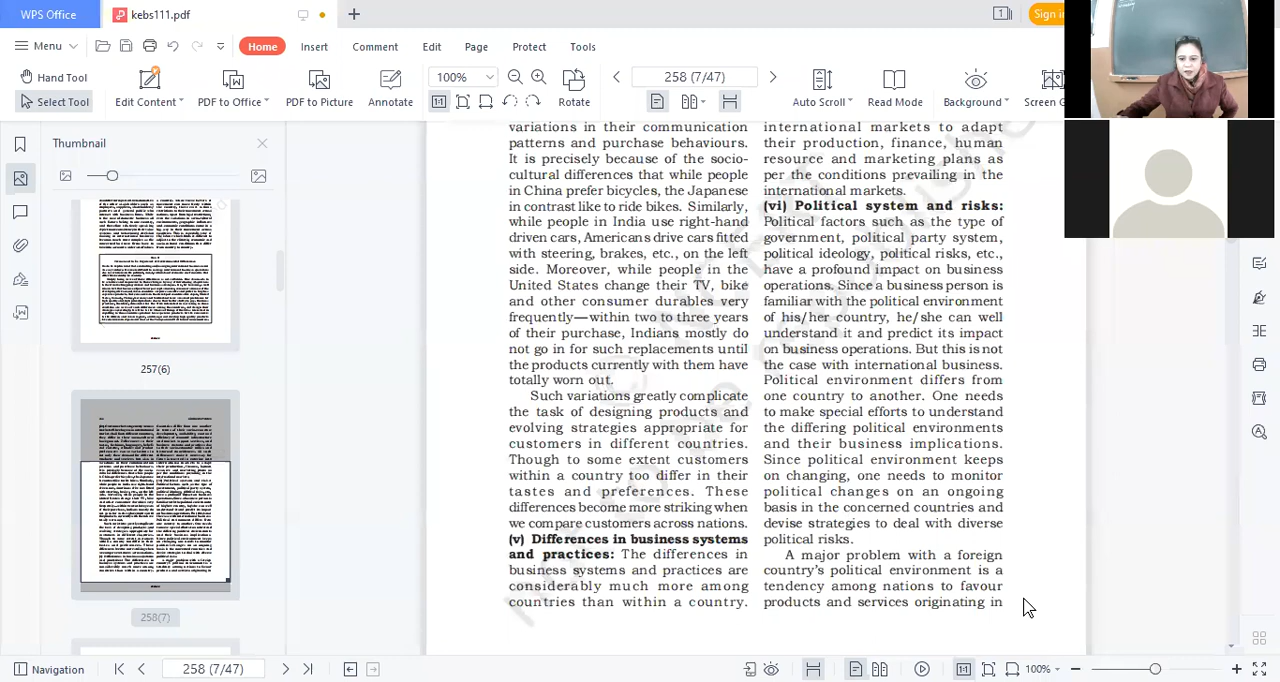 WPS Office
kebs111.pdf
1
Sign in
Menu
Home
Insert
Comment
Edit
Page
Protect
Tools
Hand Tool
Select Tool
Edit Content
PDF to Office
PDF to Picture
Annotate
100%
Rotate
258 (7/47)
Auto Scroll
Read Mode
Background
Screen G
Thumbnail
257(6)
258(7)
variations in their communication
patterns and purchase behaviours.
It is precisely because of the socio-
cultural differences that while people
in China prefer bicycles, the Japanese
in contrast like to ride bikes. Similarly,
while people in India use right-hand
driven cars, Americans drive cars fitted
with steering, brakes, etc., on the left
side. Moreover, while people in the
United States change their TV, bike
and other consumer durables very
frequently—within two to three years
of their purchase, Indians mostly do
not go in for such replacements until
the products currently with them have
totally worn out.
Such variations greatly complicate
the task of designing products and
evolving strategies appropriate for
customers in different countries.
Though to some extent customers
within a country too differ in their
tastes and preferences. These
differences become more striking when
we compare customers across nations.
(v) Differences in business systems
and practices: The differences in
business systems and practices are
considerably much more among
countries than within a country.
international markets to adapt
their production, finance, human
resource and marketing plans as
per the conditions prevailing in the
international markets.
(vi) Political system and risks:
Political factors such as the type of
government, political party system,
political ideology, political risks, etc.,
have a profound impact on business
operations. Since a business person is
familiar with the political environment
of his/her country, he/she can well
understand it and predict its impact
on business operations. But this is not
the case with international business.
Political environment differs from
one country to another. One needs
to make special efforts to understand
the differing political environments
and their business implications.
Since political environment keeps
on changing, one needs to monitor
political changes on an ongoing
basis in the concerned countries and
devise strategies to deal with diverse
political risks.
A major problem with a foreign
country's political environment is a
tendency among nations to favour
products and services originating in
Navigation
258 (7/47)
100%